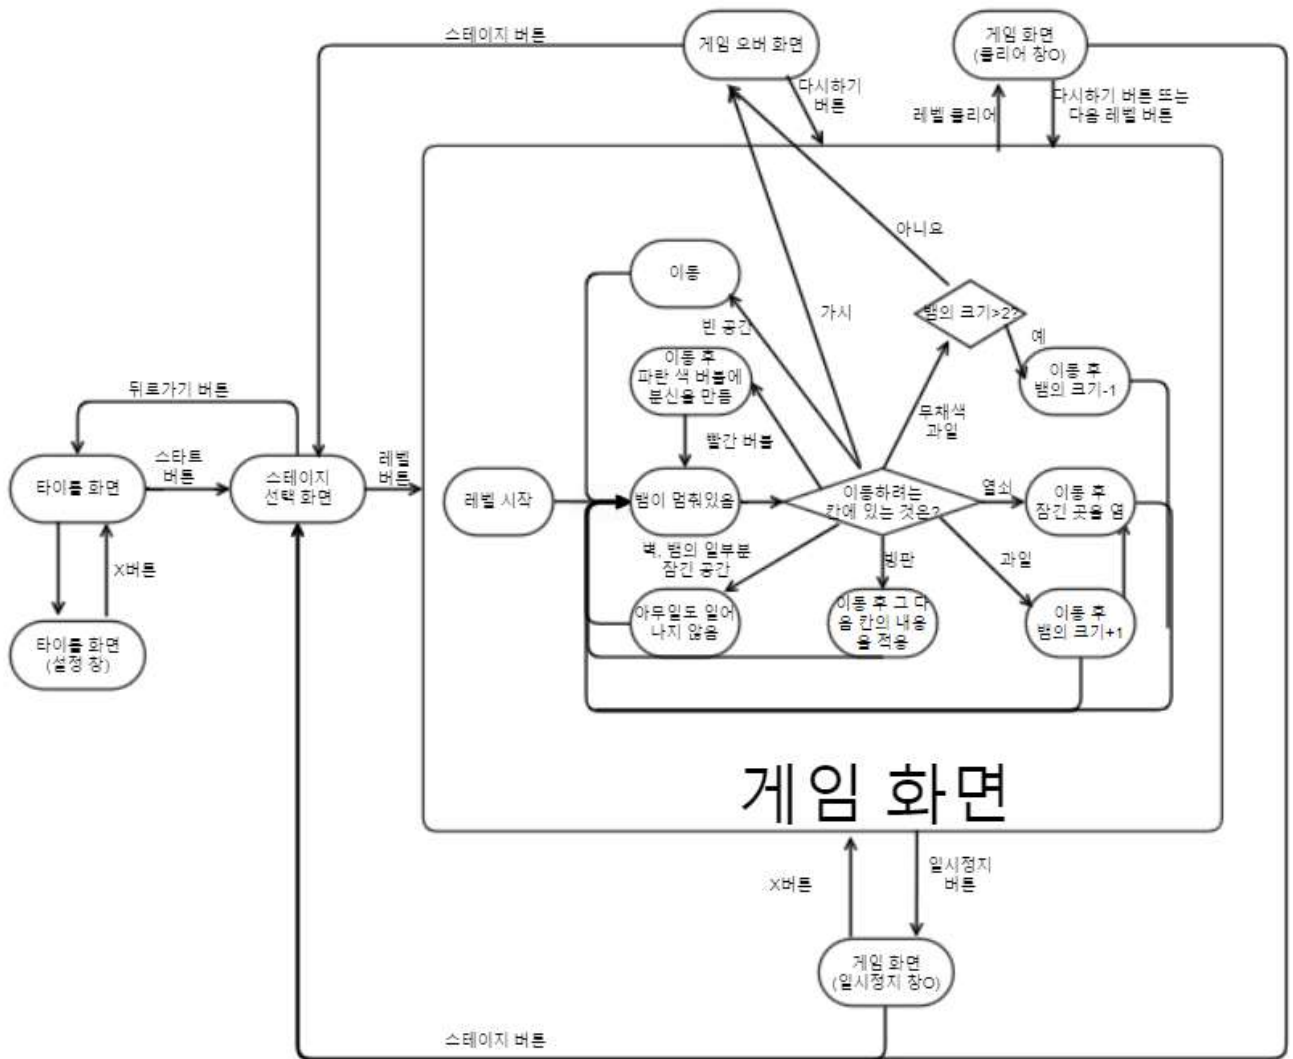 스테이지 버튼
게임 오버 화면
게임 화면
(클리어 창O)
다시하기
버튼
레벨 클리어
다시하기 버튼 또는
다음 레벨 버튼
아니요
이동
가시
뱀의 크기>2?
빈 공간
예
이동 후
파란 색 버블에
분신을 만듬
이동 후
뱀의 크기-1
뒤로가기 버튼
무채색
과일
빨간 버블
타이틀 화면
스타트
버튼
스테이지
선택 화면
레벨
버튼
레벨 시작
뱀이 멈춰있음
이동하려는
칸에 있는 것은?
열쇠
이동 후
잠긴 곳을 염
벽, 뱀의 일부분
잠긴 공간
빙판
과일
X버튼
타이틀 화면
(설정 창)
아무일도 일어
나지 않음
이동 후 그 다
음 칸의 내용
을 적용
이동 후
뱀의 크기+1
게임 화면
X버튼
일시정지
버튼
게임 화면
(일시정지 창O)
스테이지 버튼